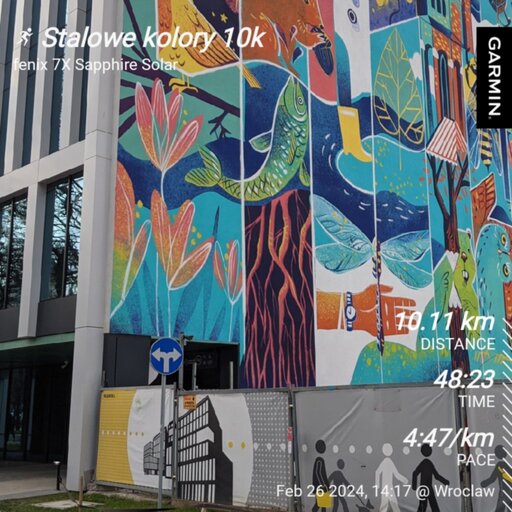 Stalowe kolory 10k
fenix 7X Sapphire Solar
GARMIN
10.11 km
DISTANCE
48:23
TIME
4:47/km
PACE
Feb 26 2024, 14:17 @ Wroclaw